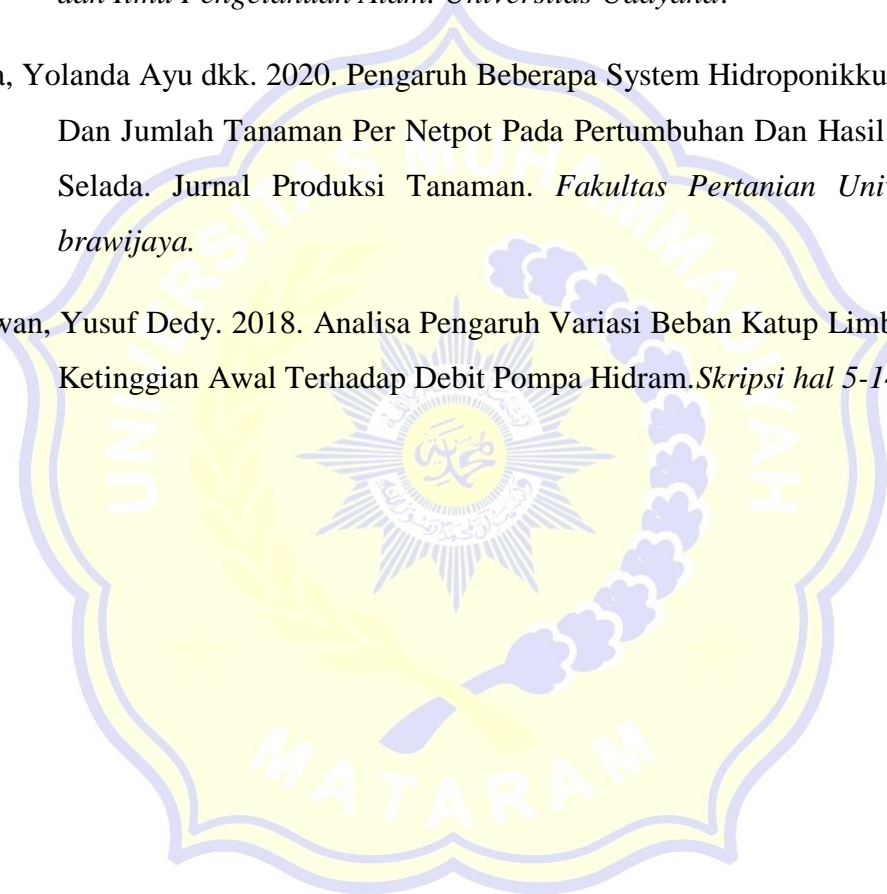 dan Ilmu Pengetahuan Alam. Universitas Udayana.
a, Yolanda Ayu dkk. 2020. Pengaruh Beberapa System Hidroponikku
Dan Jumlah Tanaman Per Netpot Pada Pertumbuhan Dan Hasil
Selada. Jurnal Produksi Tanaman. Fakultas Pertanian Univ
brawijaya.
wan, Yusuf Dedy. 2018. Analisa Pengaruh Variasi Beban Katup Limb
Ketinggian Awal Terhadap Debit Pompa Hidram.Skripsi hal 5-14
UNIVERSITAS MUHAMMADIYAH
MATARAM